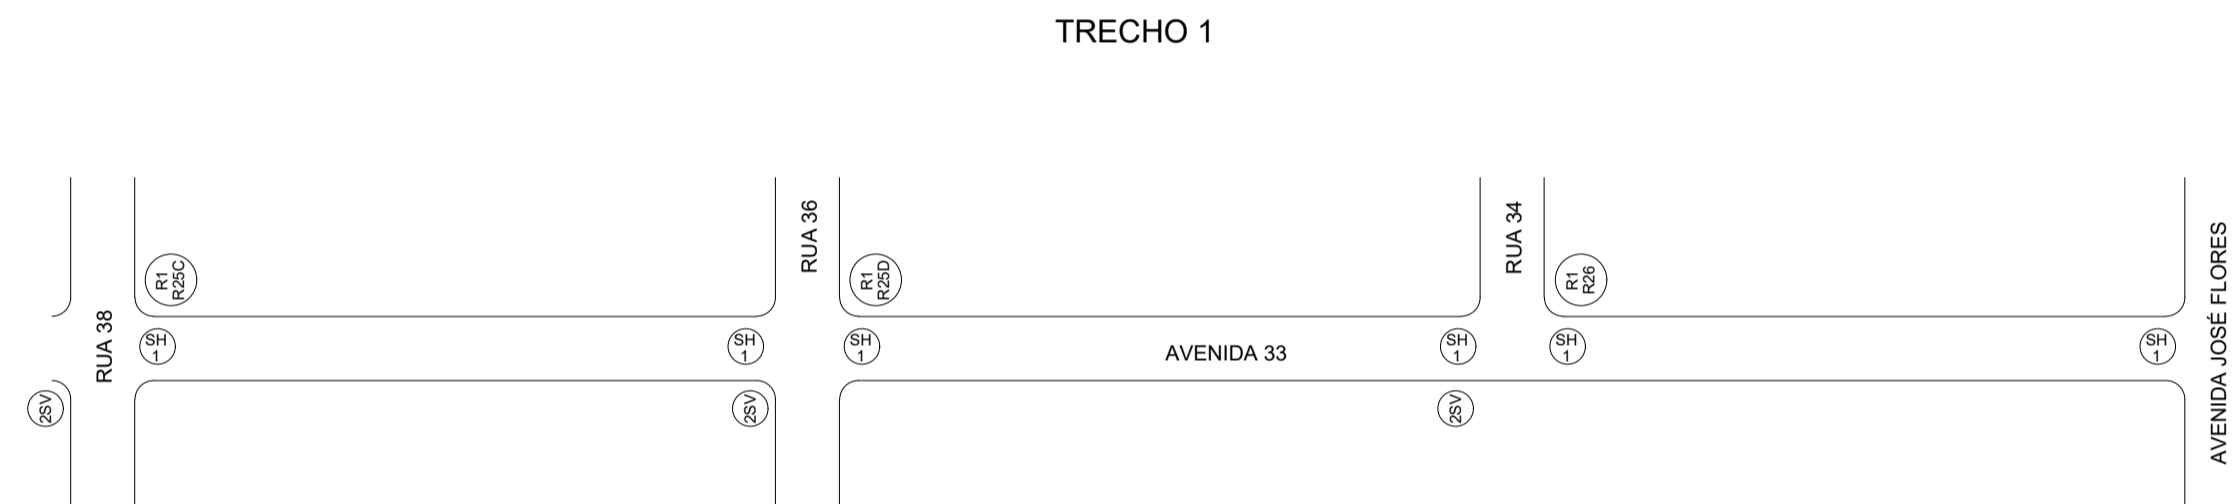 TRECHO 1
RUA 36
RUA 34
AVENIDA JOSÉ FLORES
R1
R25C
R1
R25D
R1
R26
RUA 38
SH
1
SH
1
SH
1
AVENIDA 33
SH
1
SH
1
SH
1
2SV
2SV
2SV